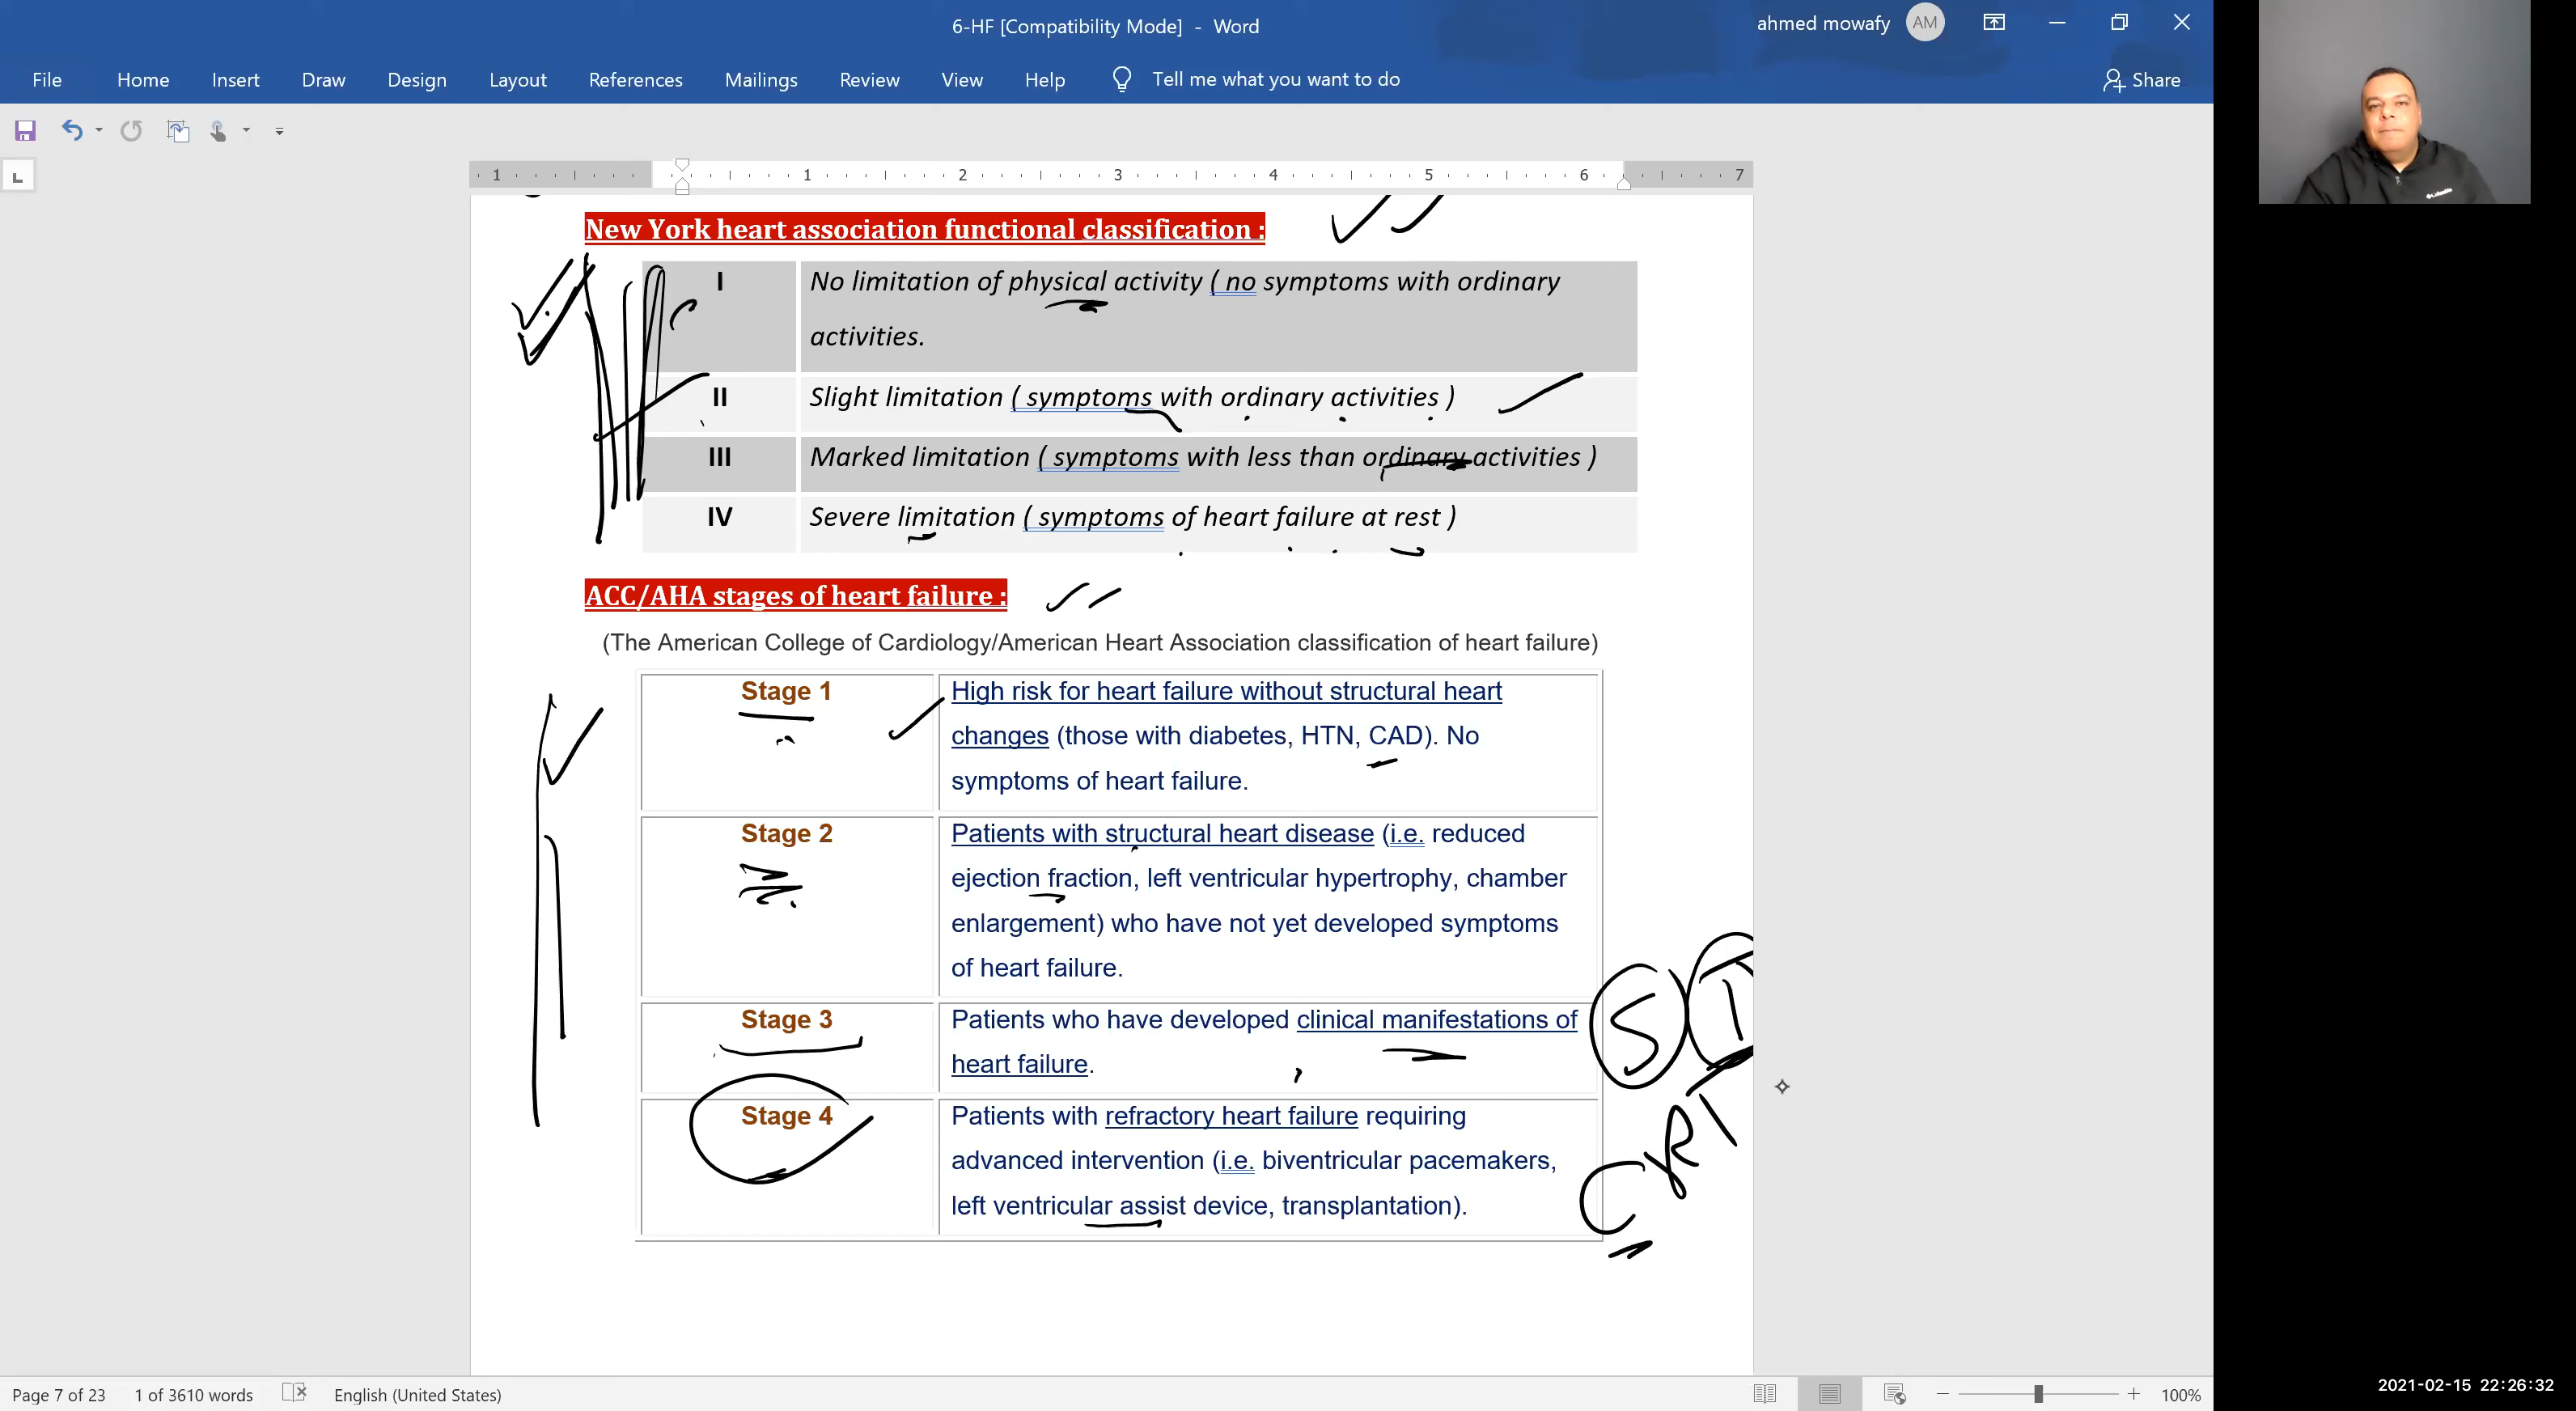 6-HF [Compatibility Mode] - Word
ahmed mowafy AM
File Home Insert Draw Design Layout References Mailings Review View Help Tell me what you want to do Share
1 1 2 3 4 5 6 7
New York heart association functional classification :
I No limitation of physical activity ( no symptoms with ordinary
activities.
II Slight limitation ( symptoms with ordinary activities )
III Marked limitation ( symptoms with less than ordinary activities )
IV Severe limitation ( symptoms of heart failure at rest )
ACC/AHA stages of heart failure :
(The American College of Cardiology/American Heart Association classification of heart failure)
Stage 1 High risk for heart failure without structural heart
changes (those with diabetes, HTN, CAD). No
symptoms of heart failure.
Stage 2 Patients with structural heart disease (i.e. reduced
ejection fraction, left ventricular hypertrophy, chamber
enlargement) who have not yet developed symptoms
of heart failure.
Stage 3 Patients who have developed clinical manifestations of
heart failure.
Stage 4 Patients with refractory heart failure requiring
advanced intervention (i.e. biventricular pacemakers,
left ventricular assist device, transplantation).
S
CRT
Page 7 of 23 1 of 3610 words English (United States) 100%
2021-02-15 22:26:32